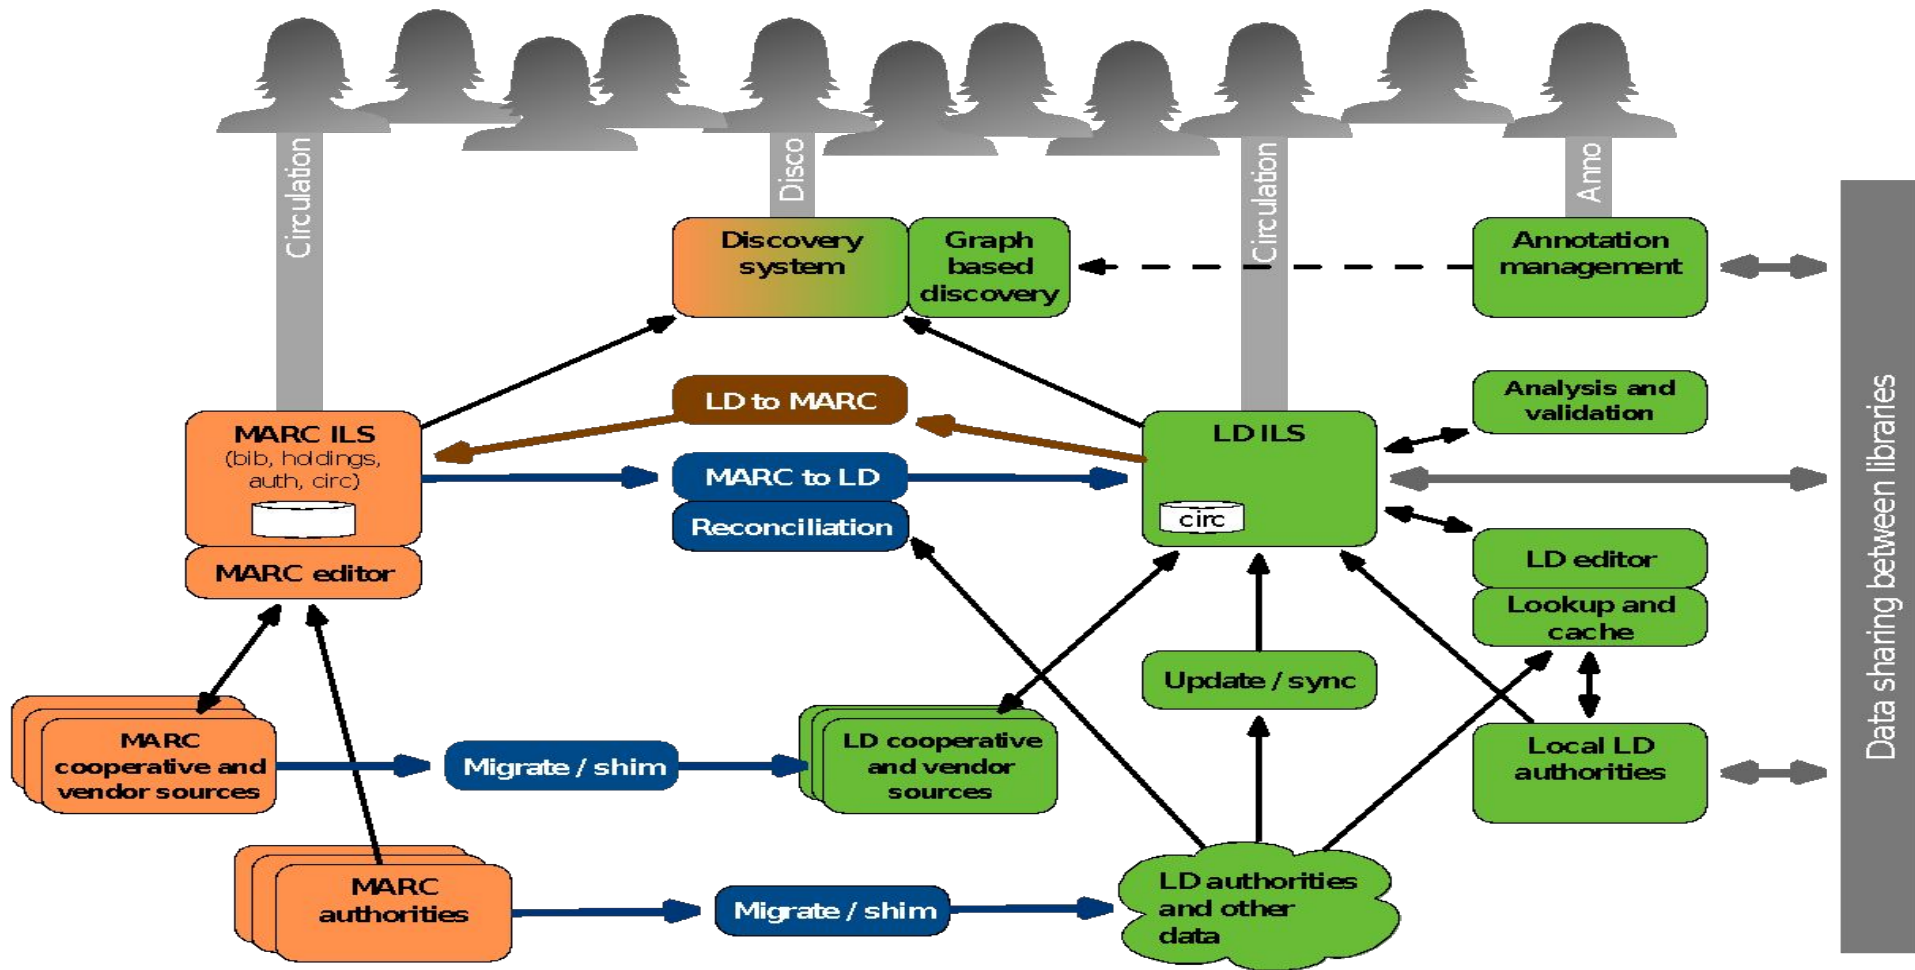 Circulation
Disco
Circulation
Anno
Discovery
system
Graph
based
discovery
Annotation
management
LD to MARC
Analysis and
validation
MARC ILS
(bib, holdings,
auth, circ)
MARC to LD
Reconciliation
LD ILS
circ
MARC editor
LD editor
Lookup and
cache
Update / sync
MARC
cooperative and
vendor sources
Migrate / shim
LD cooperative
and vendor
sources
Local LD
authorities
MARC
authorities
Migrate / shim
LD authorities
and other
data
Data sharing between libraries